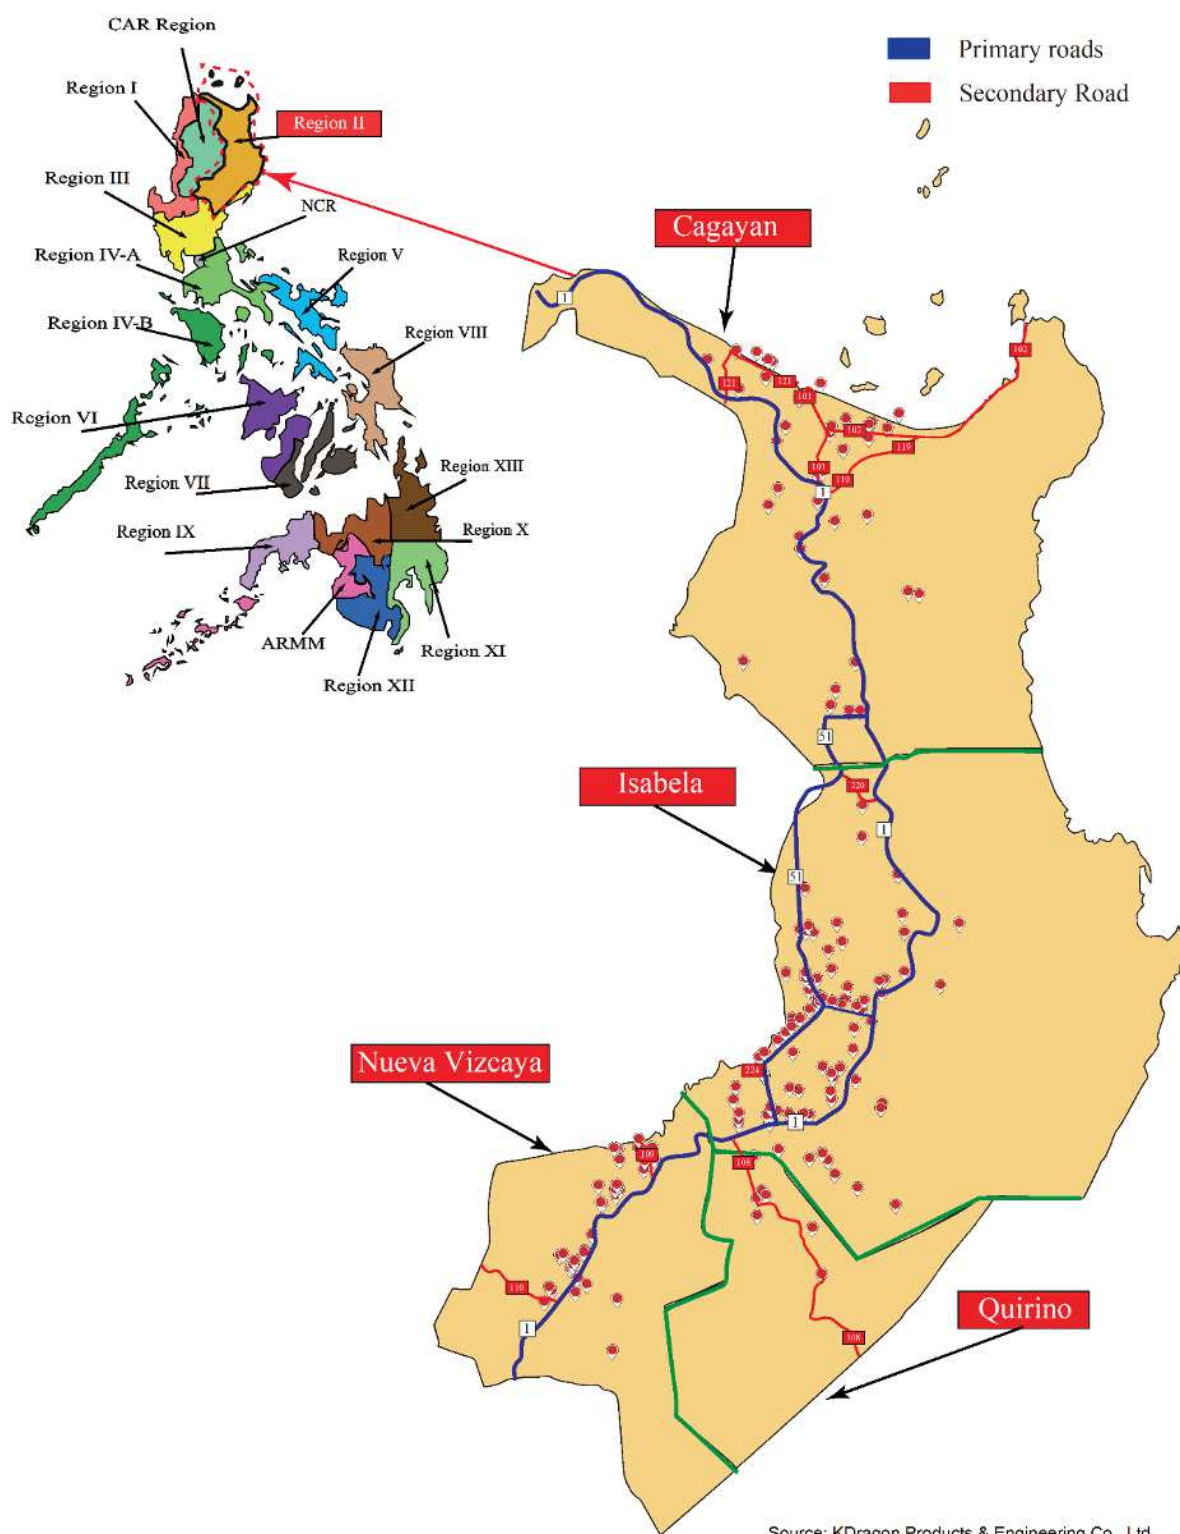 CAR Region
Region I
Region II
Region III
NCR
Region IV-A
Region V
Region IV-B
Region VIII
Region VI
Region VII
Region XIII
Region IX
Region X
ARMM
Region XI
Region XII
Primary roads
Secondary Road
Cagayan
1
102
121
121
101
102
119
101
119
1
51
Isabela
220
1
51
Nueva Vizcaya
224
1
109
108
110
1
Quirino
108
Source: KDragon Products & Engineering Co., Ltd.